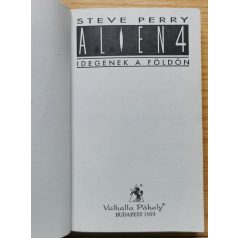 STEVE PERRY
ALIEN4
IDEGENEK A FÖLDÖN
Valhalla Páholy®
BUDAPEST 1993